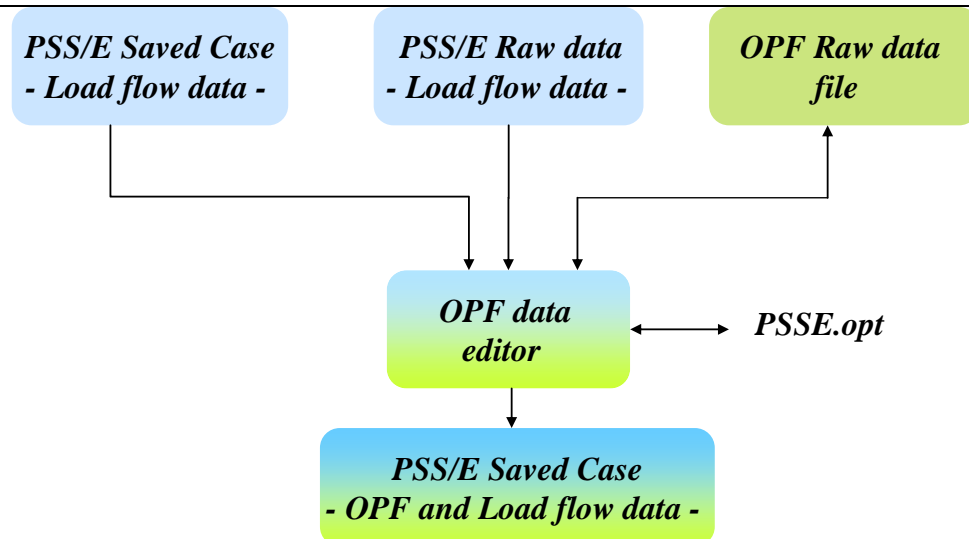 PSS/E Saved Case
- Load flow data -
PSS/E Raw data
- Load flow data -
OPF Raw data
file
OPF data
editor
PSSE.opt
PSS/E Saved Case
- OPF and Load flow data -